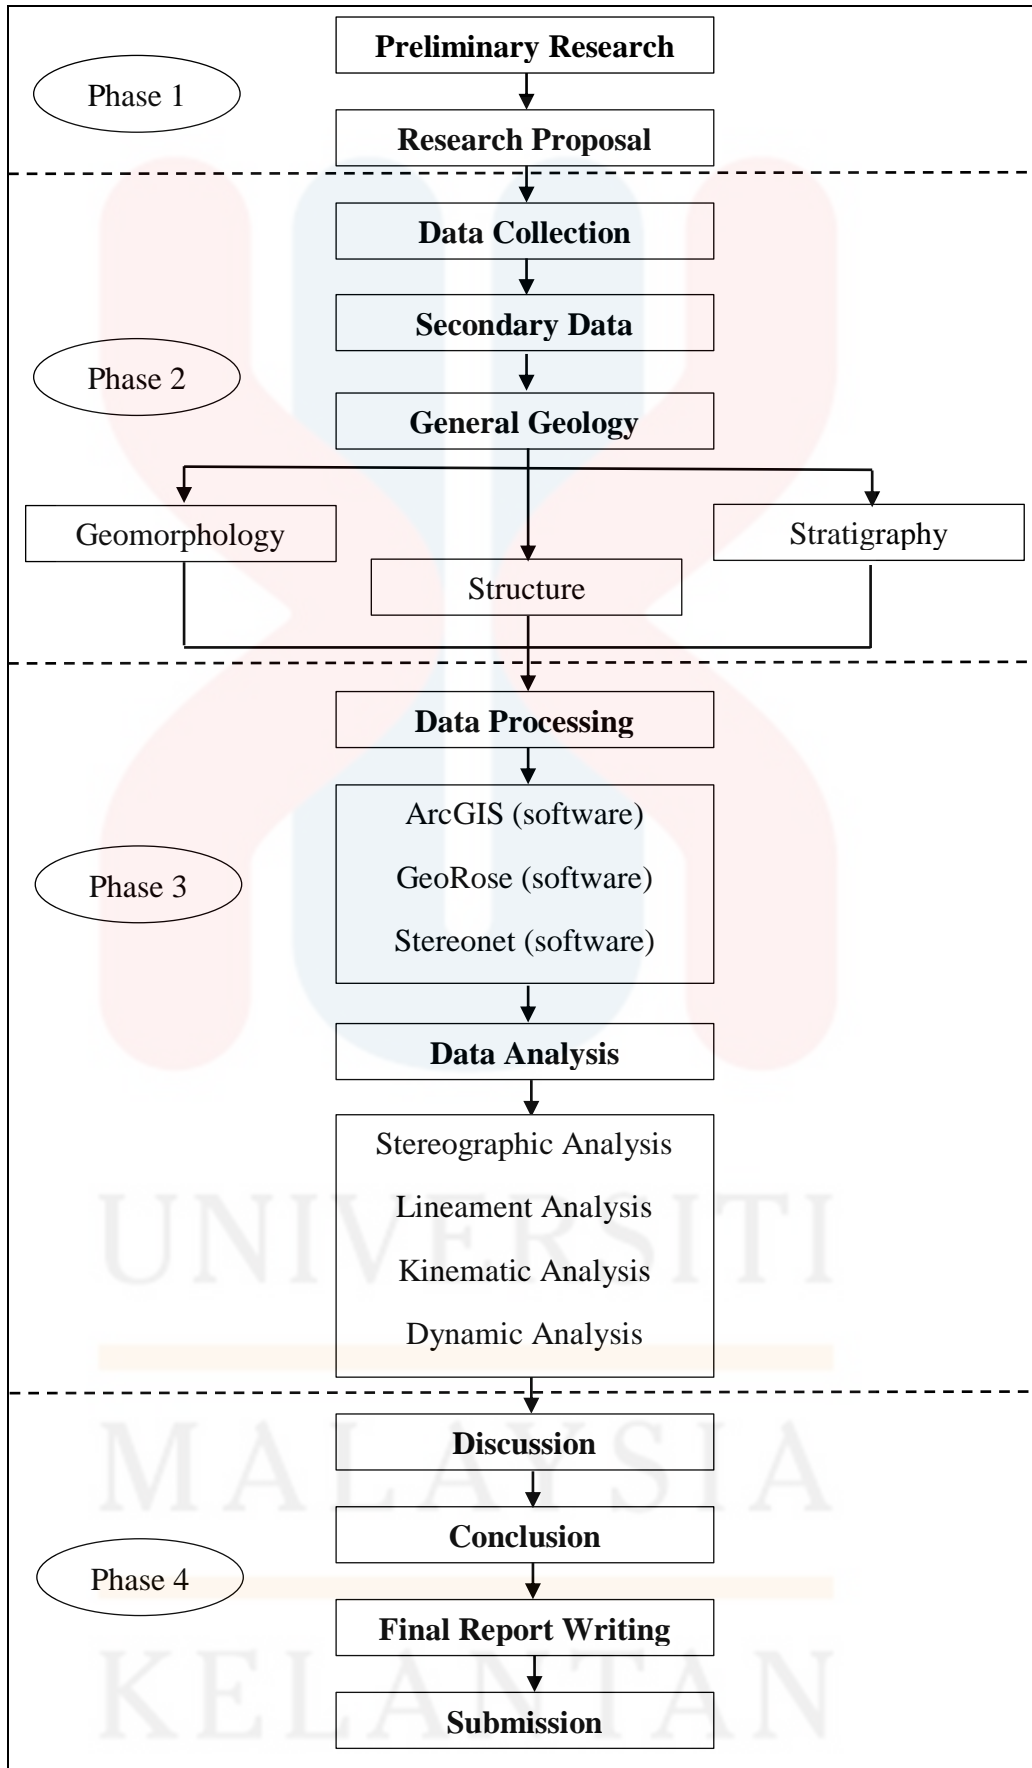 Preliminary Research
Phase 1
Research Proposal
Data Collection
Secondary Data
Phase 2
General Geology
Geomorphology
Stratigraphy
Structure
Data Processing
ArcGIS (software)
GeoRose (software)
Stereonet (software)
Phase 3
Data Analysis
Stereographic Analysis
Lineament Analysis
Kinematic Analysis
Dynamic Analysis
UNIVERSITI
Discussion
MALAYSIA
Conclusion
Phase 4
Final Report Writing
KELANTAN
Submission